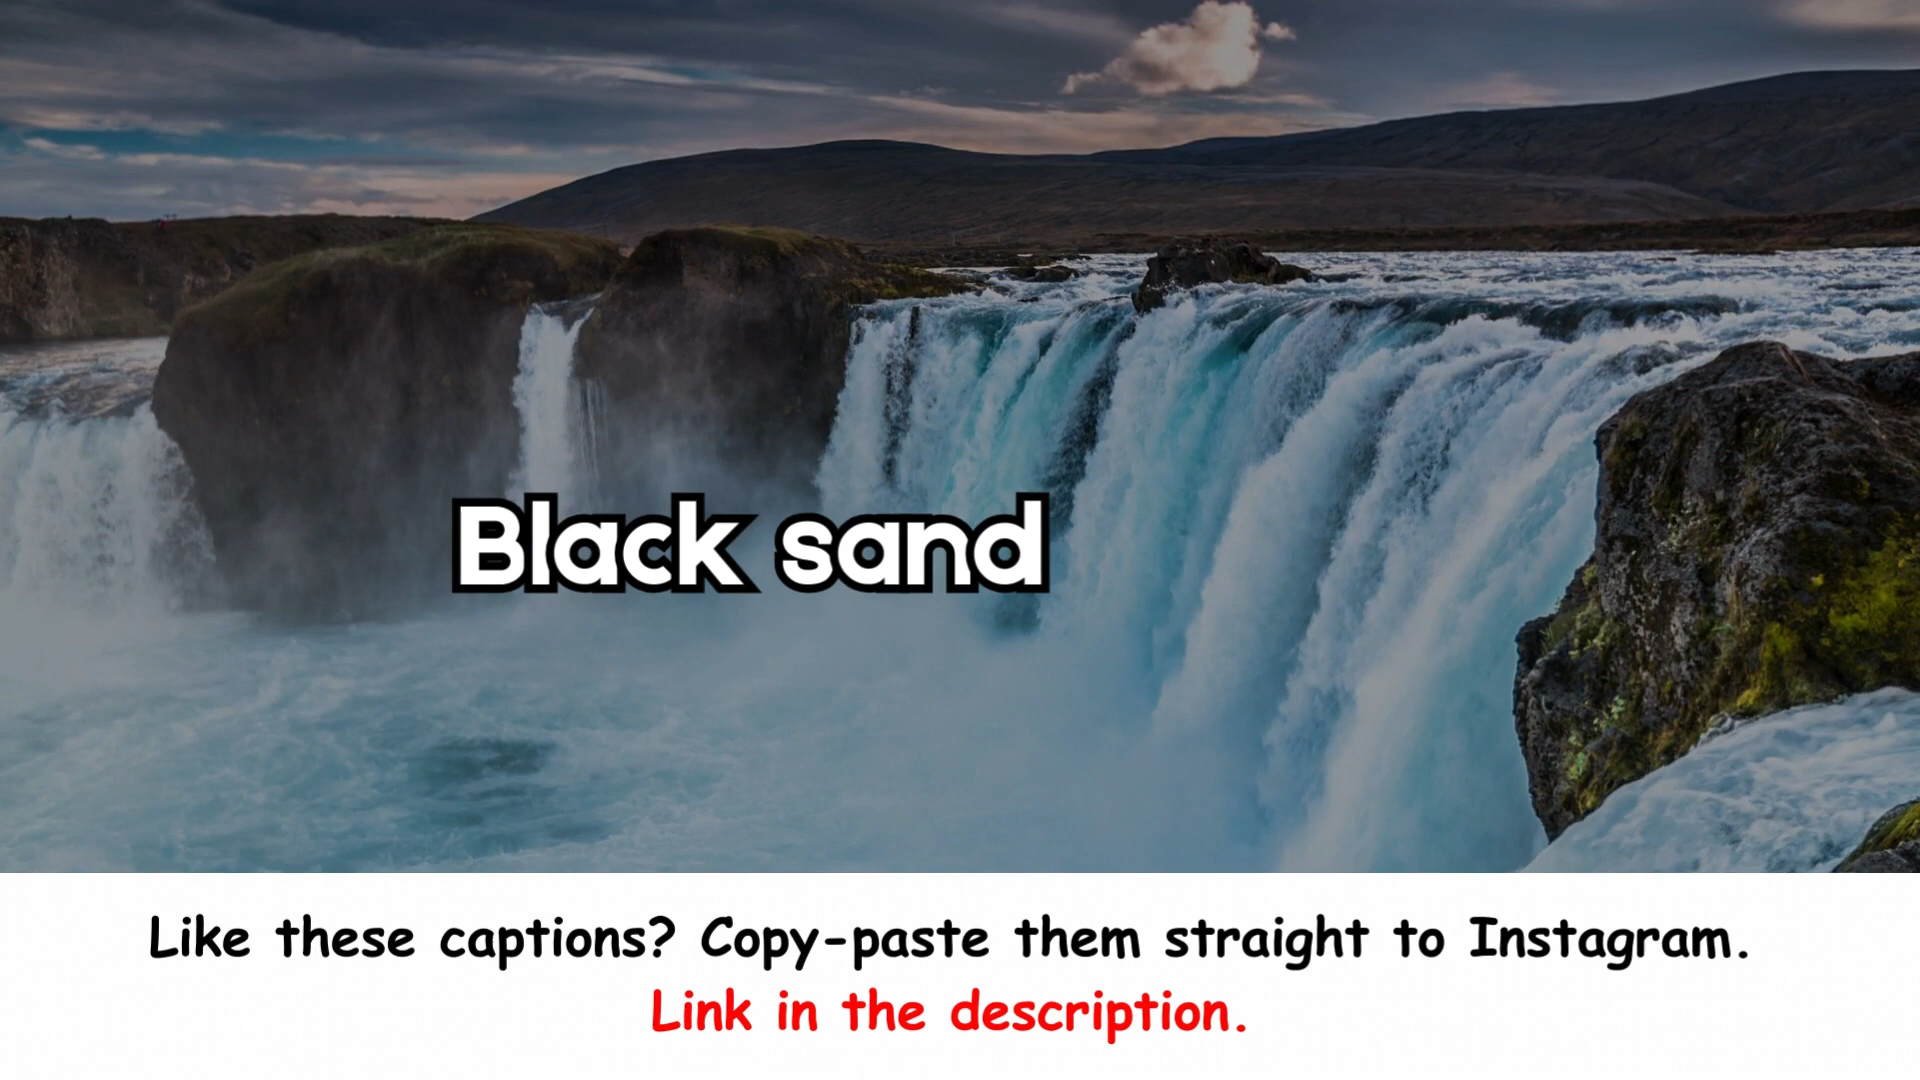 Black sand
Like these captions? Copy-paste them straight to Instagram.
Link in the description.